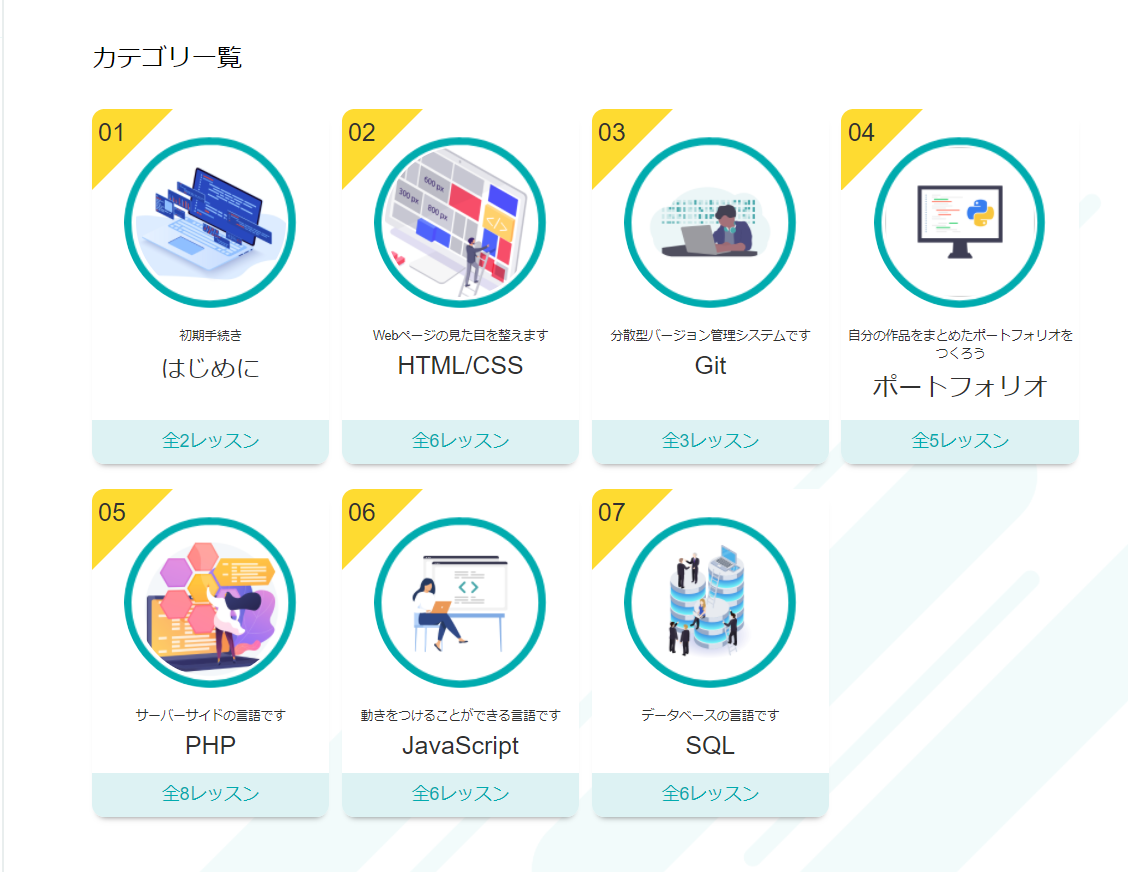 カテゴリ一覧
01
02
03
04
600 px
300 px
800 px
</>
初期手続き
はじめに
全2レッスン
Webページの見た目を整えます
HTML/CSS
全6レッスン
分散型バージョン管理システムです
Git
全3レッスン
自分の作品をまとめたポートフォリオを
つくろう
ポートフォリオ
全5レッスン
05
06
07
<>
サーバーサイドの言語です
PHP
全8レッスン
動きをつけることができる言語です
JavaScript
全6レッスン
データベースの言語です
SQL
全6レッスン